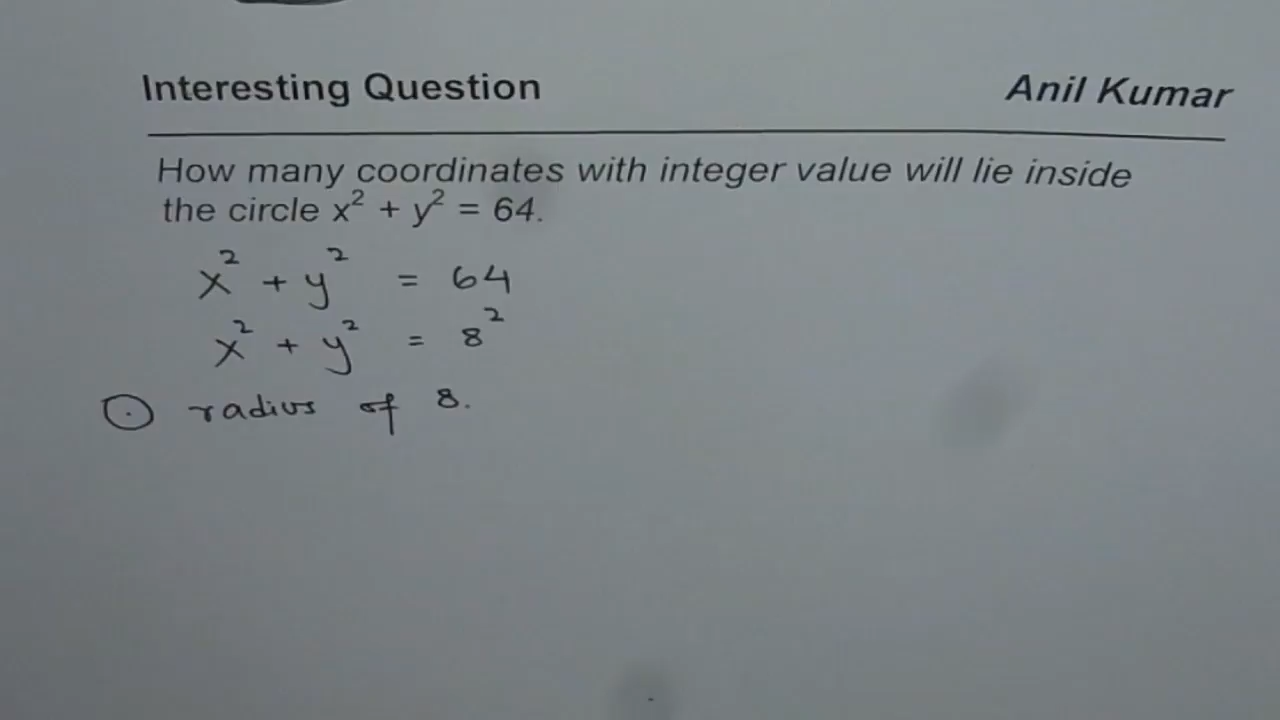 Interesting Question Anil Kumar
How many coordinates with integer value will lie inside
the circle x² + y² = 64.
x² + y² = 64
x² + y² = 8²
radius of 8.